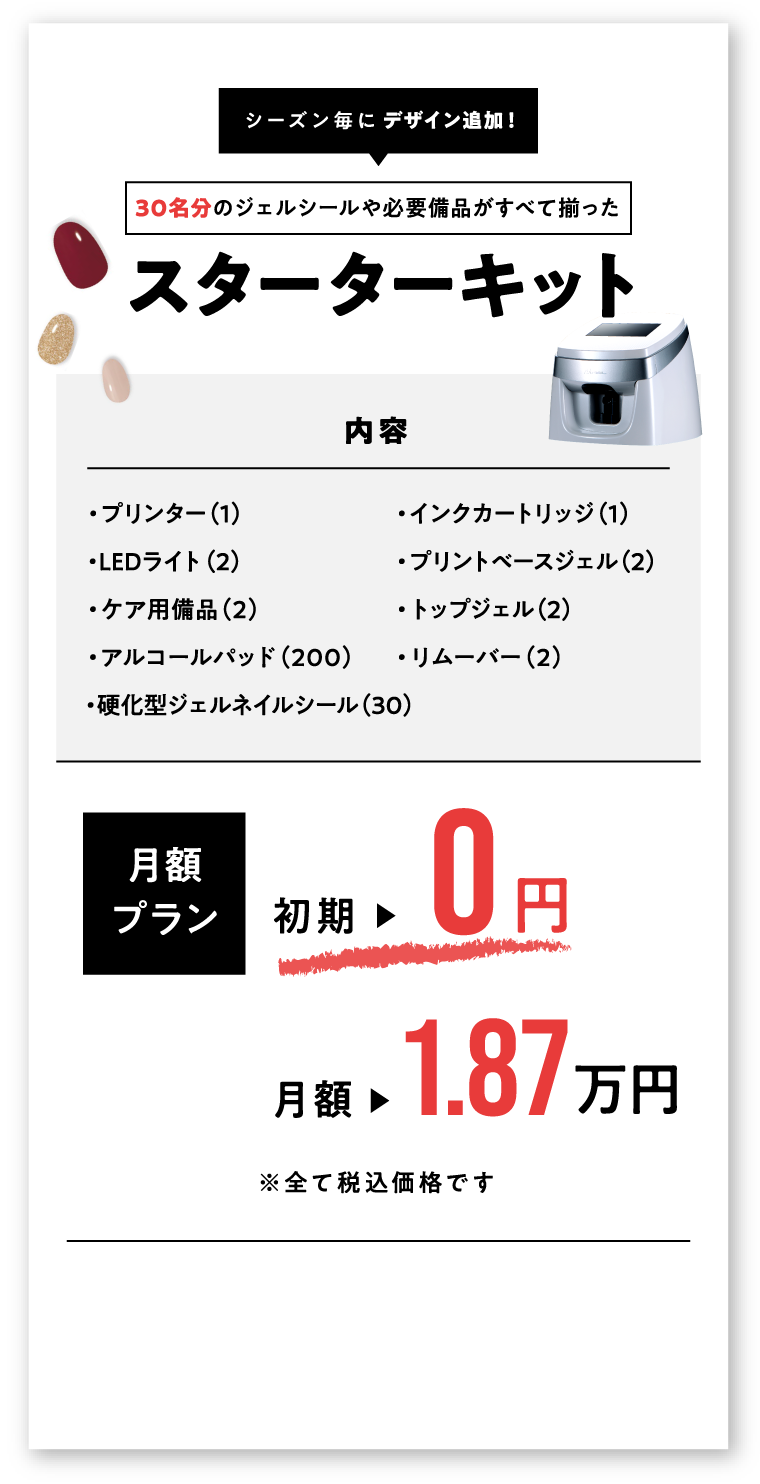 シーズン毎に デザイン追加！
30名分のジェルシールや必要備品がすべて揃った
スターターキット
内容
・プリンター（1）
・インクカートリッジ（1）
・LEDライト（2）
・プリントベースジェル（2）
・ケア用備品（2）
・トップジェル（2）
・アルコールパッド（200）
・リムーバー（2）
・硬化型ジェルネイルシール（30）
月額
プラン
初期 ▶ 0円
月額 ▶ 1.87万円
※全て税込価格です